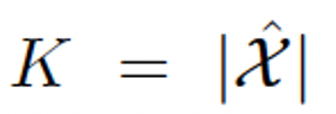 K = |𝒳̂|